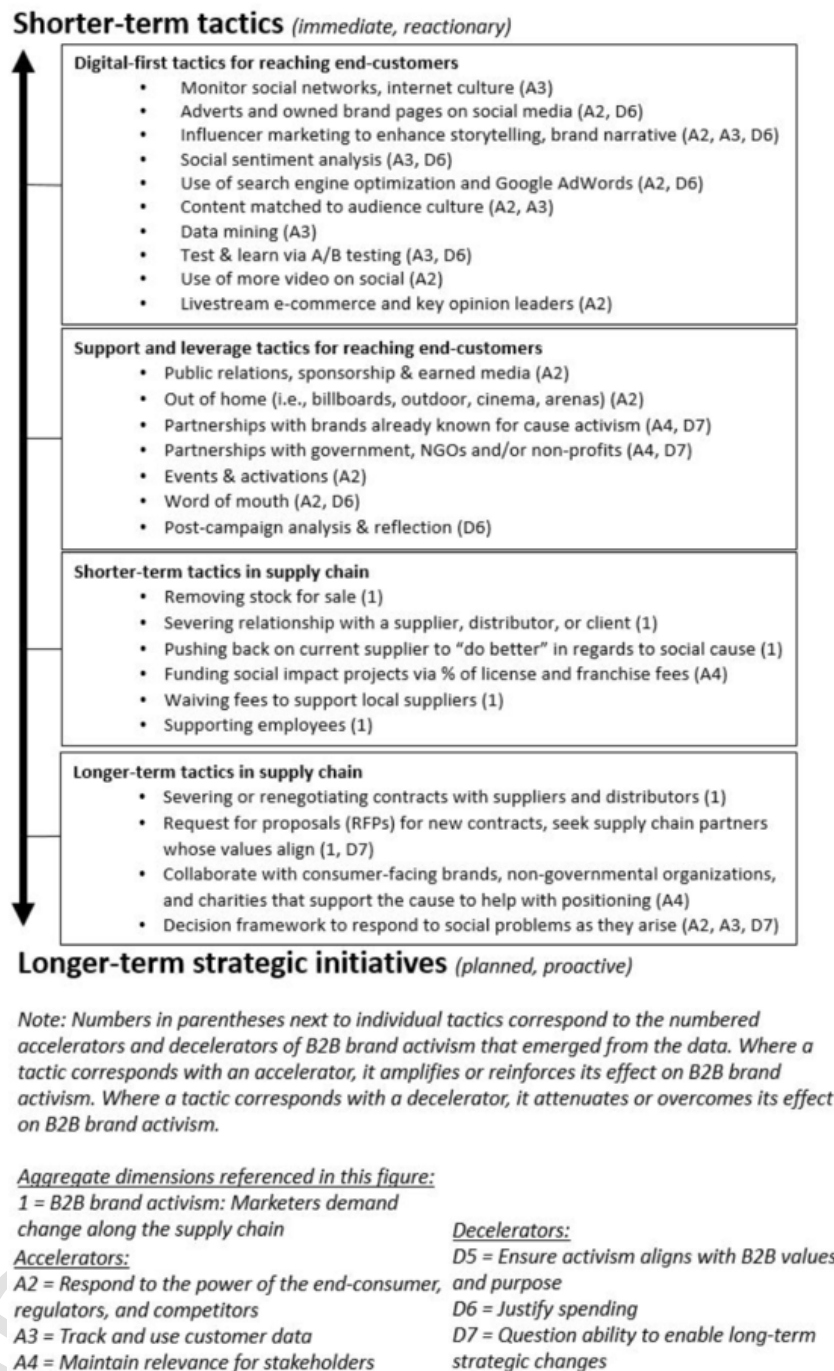 Shorter-term tactics (immediate, reactionary)
Digital-first tactics for reaching end-customers
• Monitor social networks, internet culture (A3)
• Adverts and owned brand pages on social media (A2, D6)
• Influencer marketing to enhance storytelling, brand narrative (A2, A3, D6)
• Social sentiment analysis (A3, D6)
• Use of search engine optimization and Google AdWords (A2, D6)
• Content matched to audience culture (A2, A3)
• Data mining (A3)
• Test & learn via A/B testing (A3, D6)
• Use of more video on social (A2)
• Livestream e-commerce and key opinion leaders (A2)
Support and leverage tactics for reaching end-customers
• Public relations, sponsorship & earned media (A2)
• Out of home (i.e., billboards, outdoor, cinema, arenas) (A2)
• Partnerships with brands already known for cause activism (A4, D7)
• Partnerships with government, NGOs and/or non-profits (A4, D7)
• Events & activations (A2)
• Word of mouth (A2, D6)
• Post-campaign analysis & reflection (D6)
Shorter-term tactics in supply chain
• Removing stock for sale (1)
• Severing relationship with a supplier, distributor, or client (1)
• Pushing back on current supplier to “do better” in regards to social cause (1)
• Funding social impact projects via % of license and franchise fees (A4)
• Waiving fees to support local suppliers (1)
• Supporting employees (1)
Longer-term tactics in supply chain
• Severing or renegotiating contracts with suppliers and distributors (1)
• Request for proposals (RFPs) for new contracts, seek supply chain partners
whose values align (1, D7)
• Collaborate with consumer-facing brands, non-governmental organizations,
and charities that support the cause to help with positioning (A4)
• Decision framework to respond to social problems as they arise (A2, A3, D7)
Longer-term strategic initiatives (planned, proactive)
Note: Numbers in parentheses next to individual tactics correspond to the numbered
accelerators and decelerators of B2B brand activism that emerged from the data. Where a
tactic corresponds with an accelerator, it amplifies or reinforces its effect on B2B brand
activism. Where a tactic corresponds with a decelerator, it attenuates or overcomes its effect
on B2B brand activism.
Aggregate dimensions referenced in this figure:
1 = B2B brand activism: Marketers demand
change along the supply chain
Accelerators:
A2 = Respond to the power of the end-consumer,
regulators, and competitors
A3 = Track and use customer data
A4 = Maintain relevance for stakeholders
Decelerators:
D5 = Ensure activism aligns with B2B values
and purpose
D6 = Justify spending
D7 = Question ability to enable long-term
strategic changes